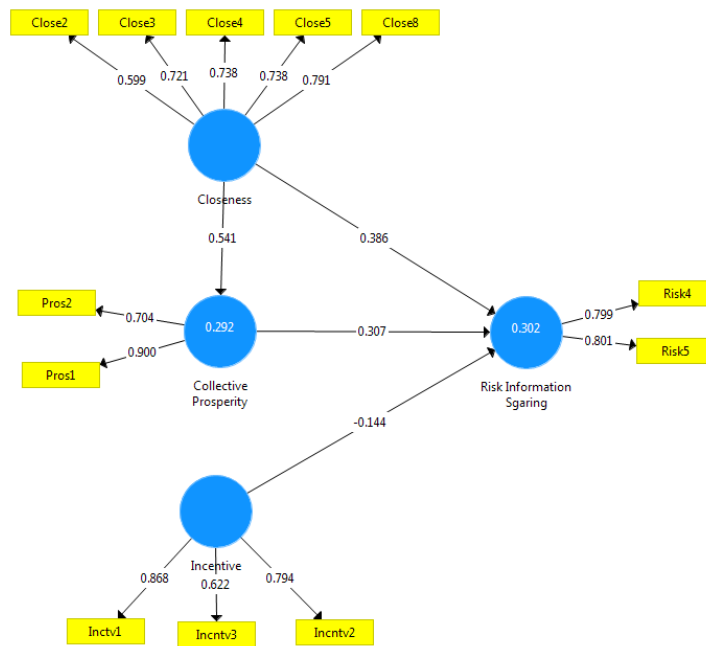 Close2 Close3 Close4 Close5 Close8
0.599 0.721 0.738 0.738 0.791
Closeness
0.541 0.386
Pros2
0.704
Pros1
0.900
0.292
Collective
Prosperity
0.307
0.302
Risk Information
Sgaring
0.799
Risk4
0.801
Risk5
-0.144
Incentive
0.868 0.622 0.794
Inctv1 Incntv3 Incntv2